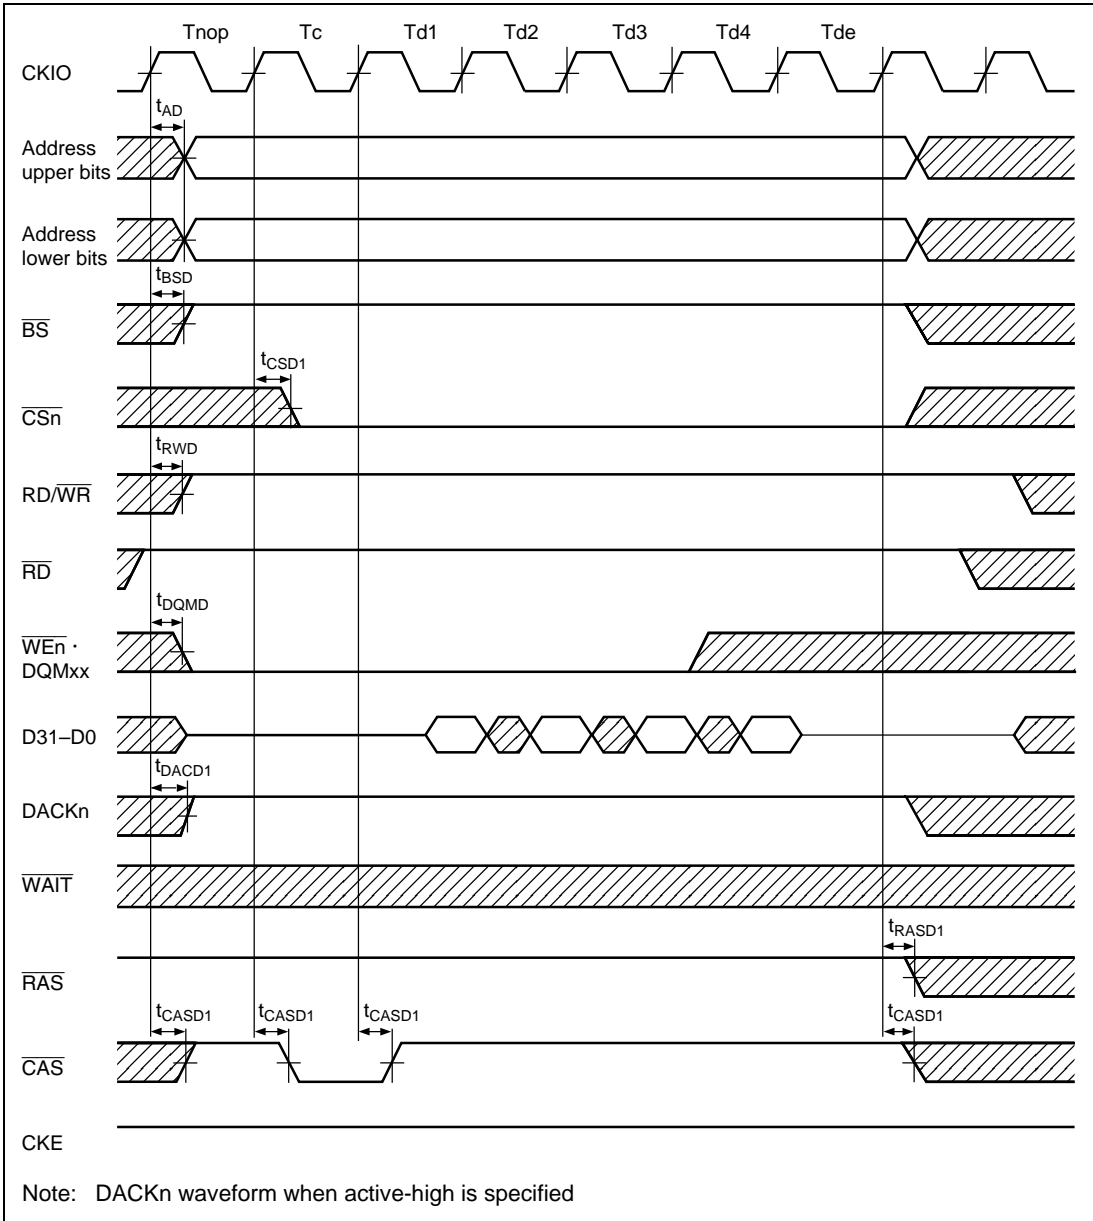 Tnop Tc Td1 Td2 Td3 Td4 Tde
CKIO
tAD
Address
upper bits
Address
lower bits
tBSD
BS
tCSD1
CSn
tRWD
RD/WR
RD
tDQMD
WEn ·
DQMxx
D31–D0
tDACD1
DACKn
WAIT
tRASD1
RAS
tCASD1 tCASD1 tCASD1 tCASD1
CAS
CKE
Note: DACKn waveform when active-high is specified